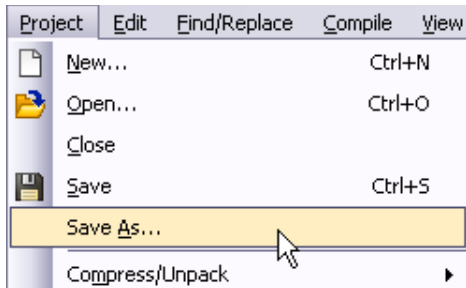 Project Edit Find/Replace Compile View
New... Ctrl+N
Open... Ctrl+O
Close
Save Ctrl+S
Save As...
Compress/Unpack